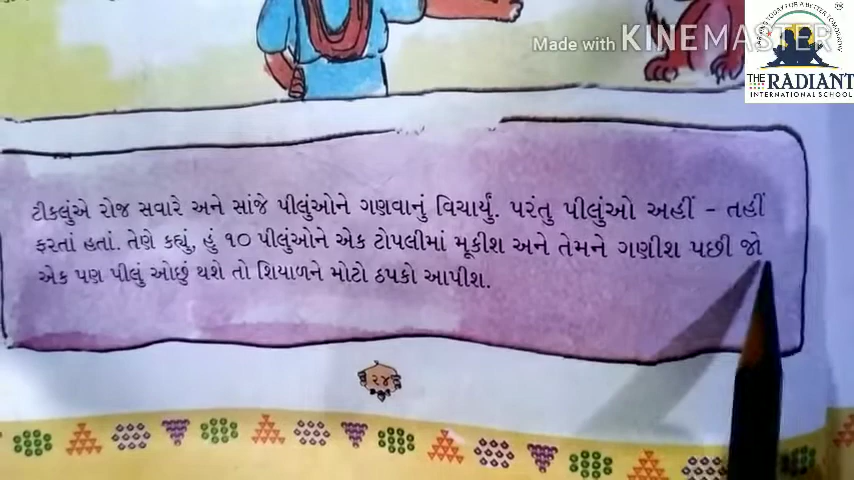 Made with KINEMASTER
THE RADIANT
INTERNATIONAL SCHOOL
ટીકલુંએ રોજ સવારે અને સાંજે પીલુંઓને ગણવાનું વિચાર્યું. પરંતુ પીલુંઓ અહીં - તહીં
ફરતાં હતાં. તેણે કહ્યું, હું ૧૦ પીલુંઓને એક ટોપલીમાં મૂકીશ અને તેમને ગણીશ પછી જો
એક પણ પીલું ઓછું થશે તો શિયાળને મોટો ઠપકો આપીશ.
૨૪